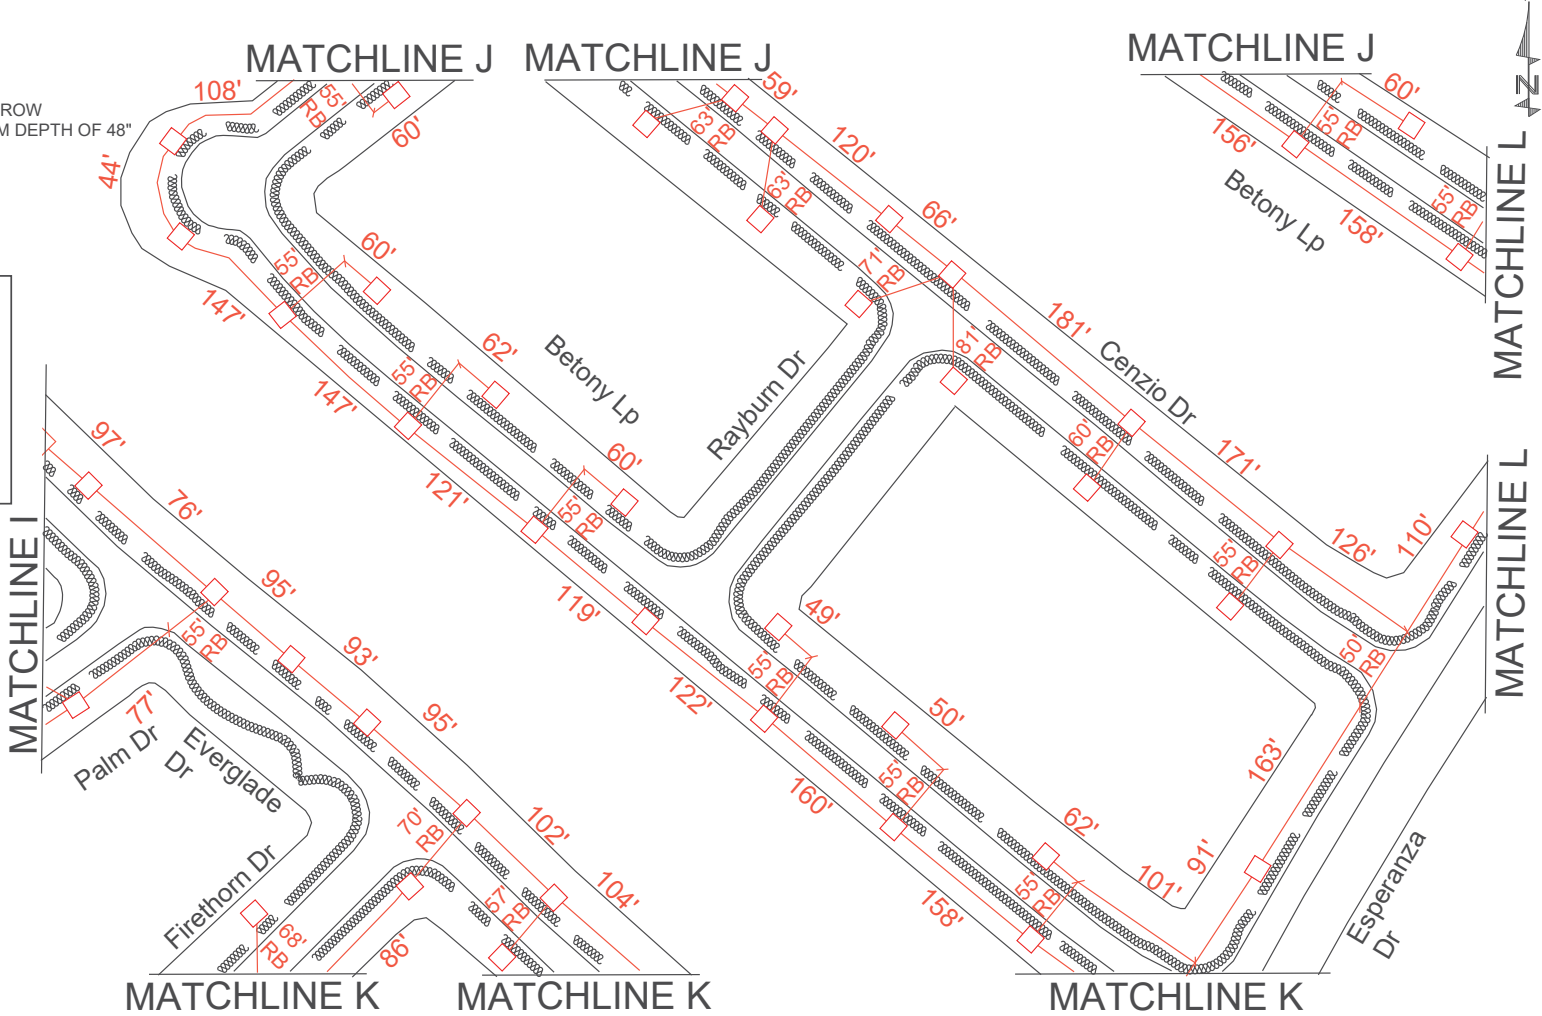 MATCHLINE J
MATCHLINE J
MATCHLINE J
ROW
M DEPTH OF 48"
N
108'
55'
RB
60'
44'
147'
55'
RB
60'
62'
147'
55'
RB
Betony Lp
60'
121'
55'
RB
59'
63'
RB
120'
63'
RB
66'
71'
RB
181'
81'
RB
Cenzio Dr
Rayburn Dr
60'
RB
171'
55'
RB
126'
110'
60'
55'
RB
156'
Betony Lp
158'
55'
RB
MATCHLINE L
MATCHLINE L
MATCHLINE I
97'
76'
95'
55'
RB
93'
77'
Palm Dr
Everglade
Dr
95'
Firethorn Dr
70'
RB
102'
68'
RB
86'
57'
RB
104'
119'
49'
55'
RB
122'
50'
55'
RB
160'
62'
55'
RB
158'
101'
91'
163'
50'
RB
Esperanza
Dr
MATCHLINE K
MATCHLINE K
MATCHLINE K